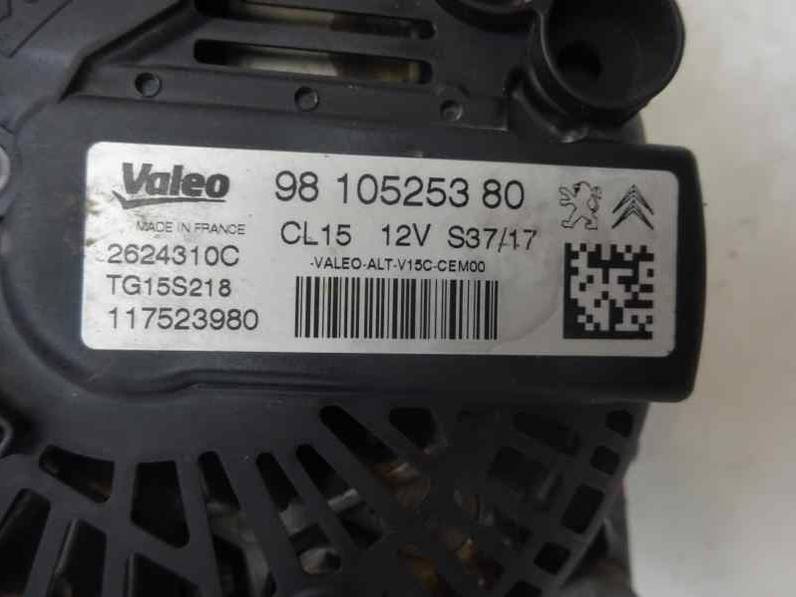 Valeo
98 105253 80
MADE IN FRANCE
CL15 12V S37/17
2624310C
-VALEO-ALT-V15C-CEM00
TG15S218
117523980